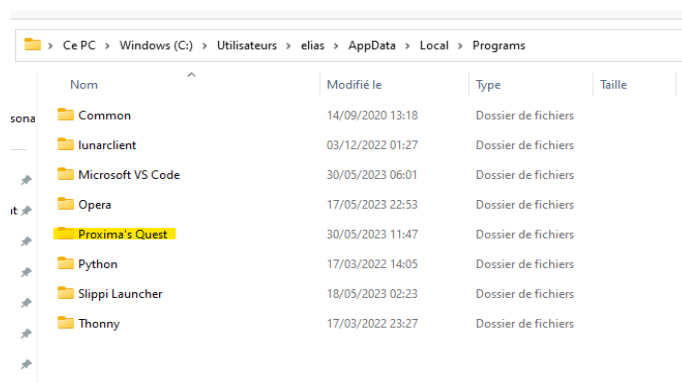 Ce PC > Windows (C:) > Utilisateurs > elias > AppData > Local > Programs
Nom Modifié le Type Taille
sona
Common 14/09/2020 13:18 Dossier de fichiers
lunarclient 03/12/2022 01:27 Dossier de fichiers
Microsoft VS Code 30/05/2023 06:01 Dossier de fichiers
Opera 17/05/2023 22:53 Dossier de fichiers
Proxima's Quest 30/05/2023 11:47 Dossier de fichiers
Python 17/03/2022 14:05 Dossier de fichiers
Slippi Launcher 18/05/2023 02:23 Dossier de fichiers
Thonny 17/03/2022 23:27 Dossier de fichiers